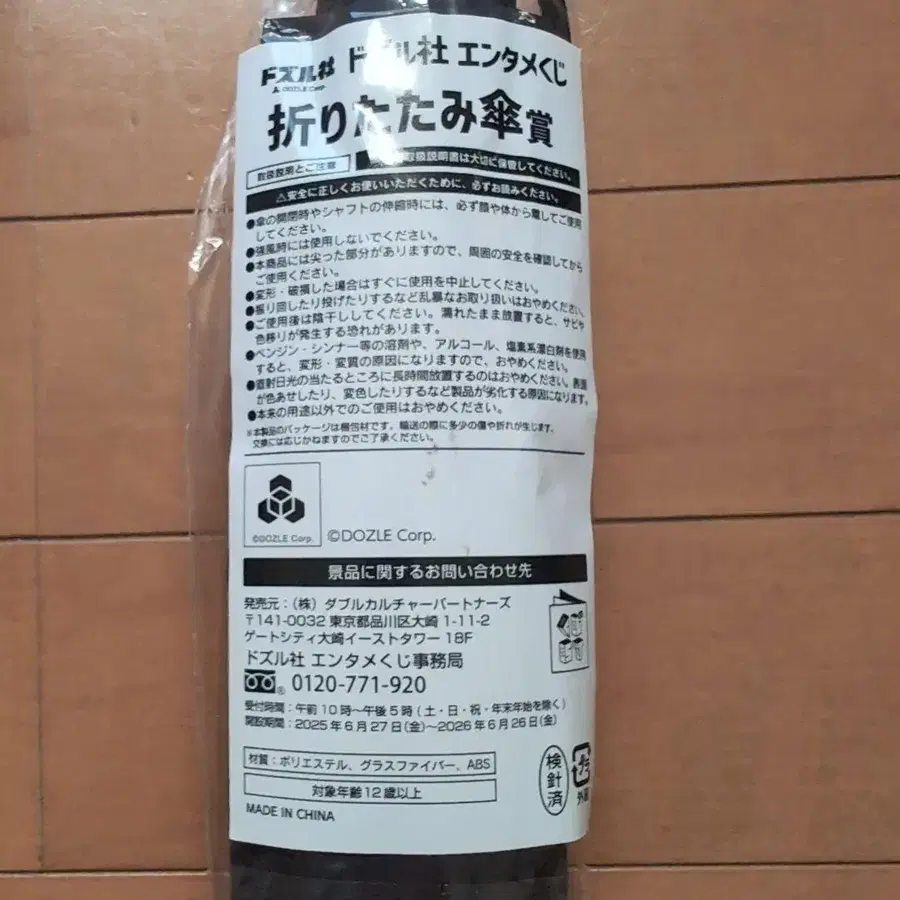 ドズル社 ドズル社 エンタメくじ
DOZLE Corp.
折りたたみ傘賞
取扱説明とご注意 取扱説明書は大切に保管してください。
⚠安全に正しくお使いいただくために、必ずお読みください。
●傘の開閉時やシャフトの伸縮時には、必ず顔や体から離してご使用
してください。
●強風時には使用しないでください。
●本商品には尖った部分がありますので、周囲の安全を確認してから
ご使用ください。
●変形・破損した場合はすぐに使用を中止してください。
●振り回したり投げたりするなど乱暴なお取り扱いはおやめください。
●ご使用後は陰干ししてください。濡れたまま放置すると、サビや
色移りが発生する恐れがあります。
●ベンジン・シンナー等の溶剤や、アルコール、塩素系漂白剤を使用
すると、変形・変質の原因になりますので、おやめください。
●直射日光の当たるところに長時間放置するのはおやめください。表面
が色あせしたり、変色したりするなど製品が劣化する原因になります。
●本来の用途以外でのご使用はおやめください。
※本製品のパッケージは梱包材です。輸送の際に多少の傷や折れが生じます。
交換には応じかねますのでご了承ください。
©DOZLE Corp. ©DOZLE Corp.
景品に関するお問い合わせ先
発売元：（株）ダブルカルチャーパートナーズ
〒141-0032 東京都品川区大崎 1-11-2
ゲートシティ大崎イーストタワー 18F
ドズル社 エンタメくじ事務局
® 0120-771-920
受付時間：午前10時～午後5時（土・日・祝・年末年始を除く）
開設期間：2025年6月27日(金)～2026年6月26日(金)
材質：ポリエステル、グラスファイバー、ABS
対象年齢12歳以上
MADE IN CHINA
検針済
プラ
外装